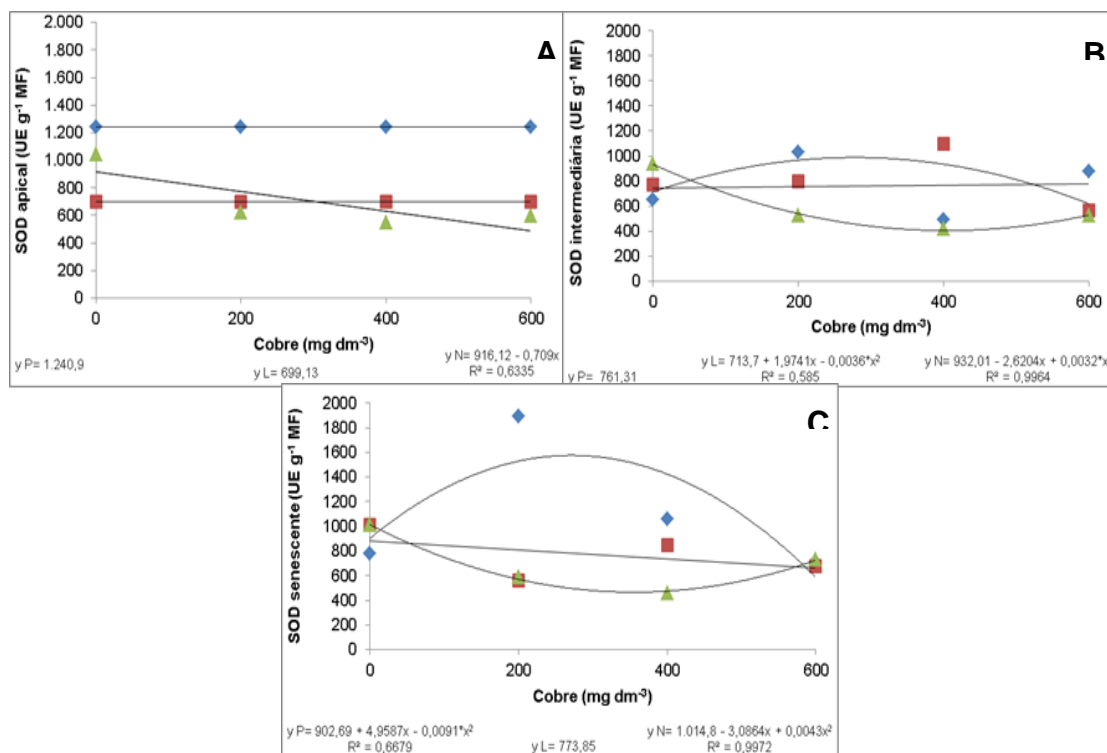 A
SOD apical (UE g⁻¹ MF)
2.000
1.800
1.600
1.400
1.200
1.000
800
600
400
200
0
0 200 400 600
Cobre (mg dm⁻³)
y P= 1.240,9
y L= 699,13
y N= 916,12 - 0,709x
R² = 0,6335
B
SOD intermediária (UE g⁻¹ MF)
2000
1800
1600
1400
1200
1000
800
600
400
200
0
0 200 400 600
Cobre (mg dm⁻³)
y P= 761,31
y L= 713,7 + 1,9741x - 0,0036*x²
R² = 0,585
y N= 932,01 - 2,6204x + 0,0032*x
R² = 0,9964
C
SOD senescente (UE g⁻¹ MF)
2000
1800
1600
1400
1200
1000
800
600
400
200
0
0 200 400 600
Cobre (mg dm⁻³)
y P= 902,69 + 4,9587x - 0,0091*x²
R² = 0,6679
y L= 773,85
y N= 1.014,8 - 3,0864x + 0,0043x²
R² = 0,9972